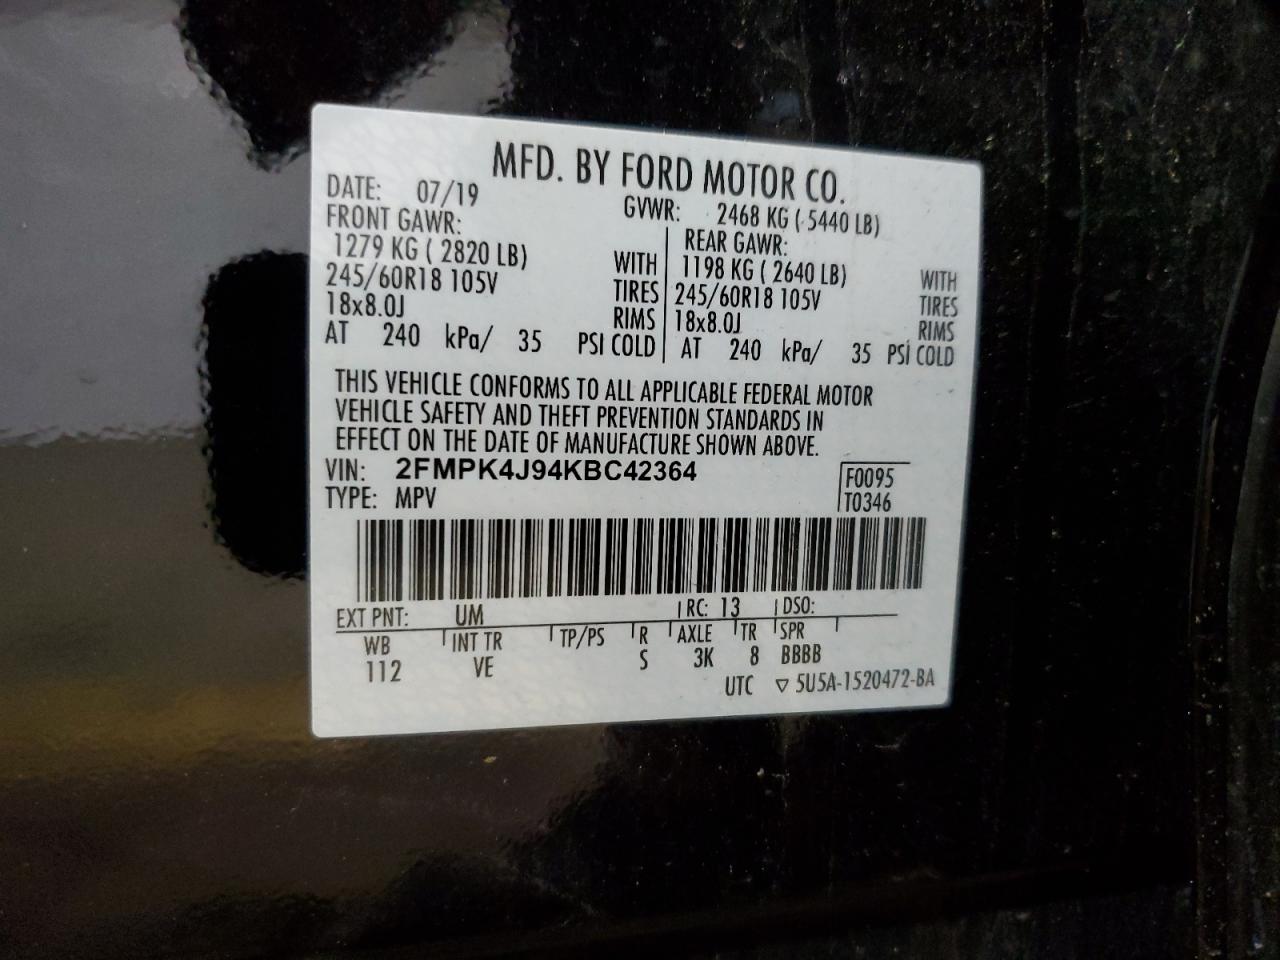 MFD. BY FORD MOTOR CO.
DATE: 07/19 GVWR: 2468 KG ( 5440 LB)
FRONT GAWR: REAR GAWR:
1279 KG ( 2820 LB) WITH 1198 KG ( 2640 LB) WITH
245/60R18 105V TIRES 245/60R18 105V TIRES
18x8.0J RIMS 18x8.0J RIMS
AT 240 kPa/ 35 PSI COLD AT 240 kPa/ 35 PSI COLD
THIS VEHICLE CONFORMS TO ALL APPLICABLE FEDERAL MOTOR
VEHICLE SAFETY AND THEFT PREVENTION STANDARDS IN
EFFECT ON THE DATE OF MANUFACTURE SHOWN ABOVE.
VIN: 2FMPK4J94KBC42364 F0095
TYPE: MPV T0346
EXT PNT: UM RC: 13 DSO:
WB INT TR TP/PS R AXLE TR SPR
112 VE S 3K 8 BBBB
UTC ▽ 5U5A-1520472-BA